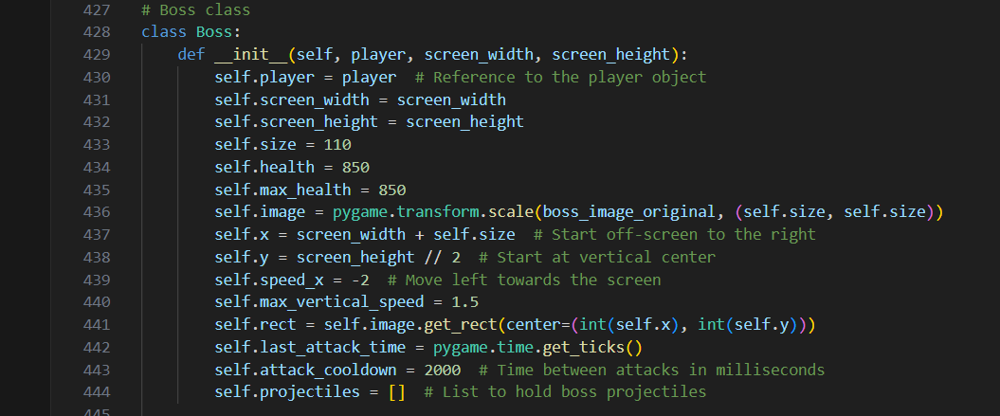 427 # Boss class
428 class Boss:
429 def __init__(self, player, screen_width, screen_height):
430 self.player = player  # Reference to the player object
431 self.screen_width = screen_width
432 self.screen_height = screen_height
433 self.size = 110
434 self.health = 850
435 self.max_health = 850
436 self.image = pygame.transform.scale(boss_image_original, (self.size, self.size))
437 self.x = screen_width + self.size  # Start off-screen to the right
438 self.y = screen_height // 2  # Start at vertical center
439 self.speed_x = -2  # Move left towards the screen
440 self.max_vertical_speed = 1.5
441 self.rect = self.image.get_rect(center=(int(self.x), int(self.y)))
442 self.last_attack_time = pygame.time.get_ticks()
443 self.attack_cooldown = 2000  # Time between attacks in milliseconds
444 self.projectiles = []  # List to hold boss projectiles
445